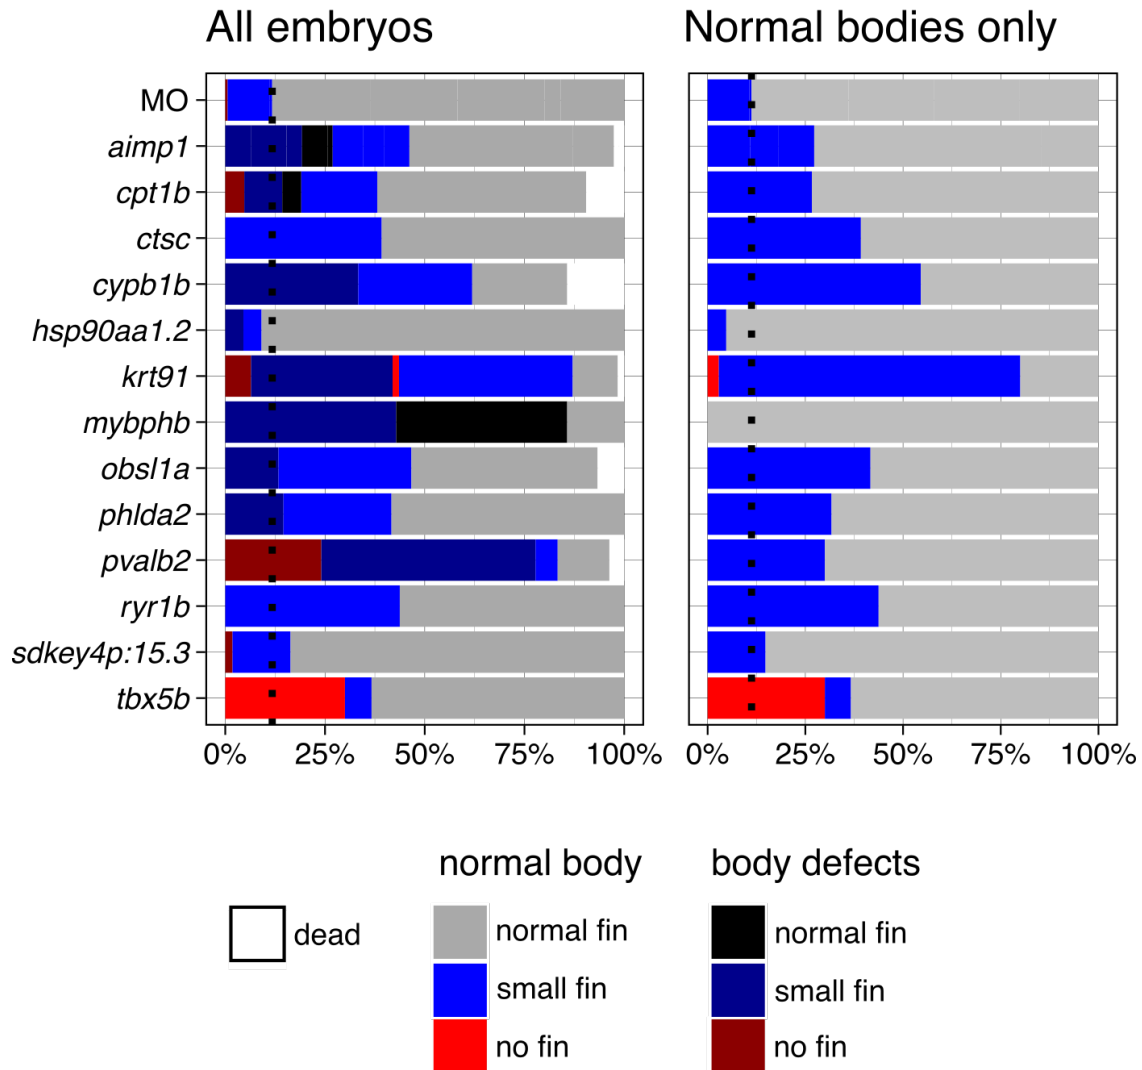 All embryos
Normal bodies only
MO
aimp1
cpt1b
ctsc
cypb1b
hsp90aa1.2
krt91
mybphb
obsl1a
phlda2
pvalb2
ryr1b
sdkey4p:15.3
tbx5b
0% 25% 50% 75% 100%
0% 25% 50% 75% 100%
normal body
body defects
dead
normal fin
normal fin
small fin
small fin
no fin
no fin